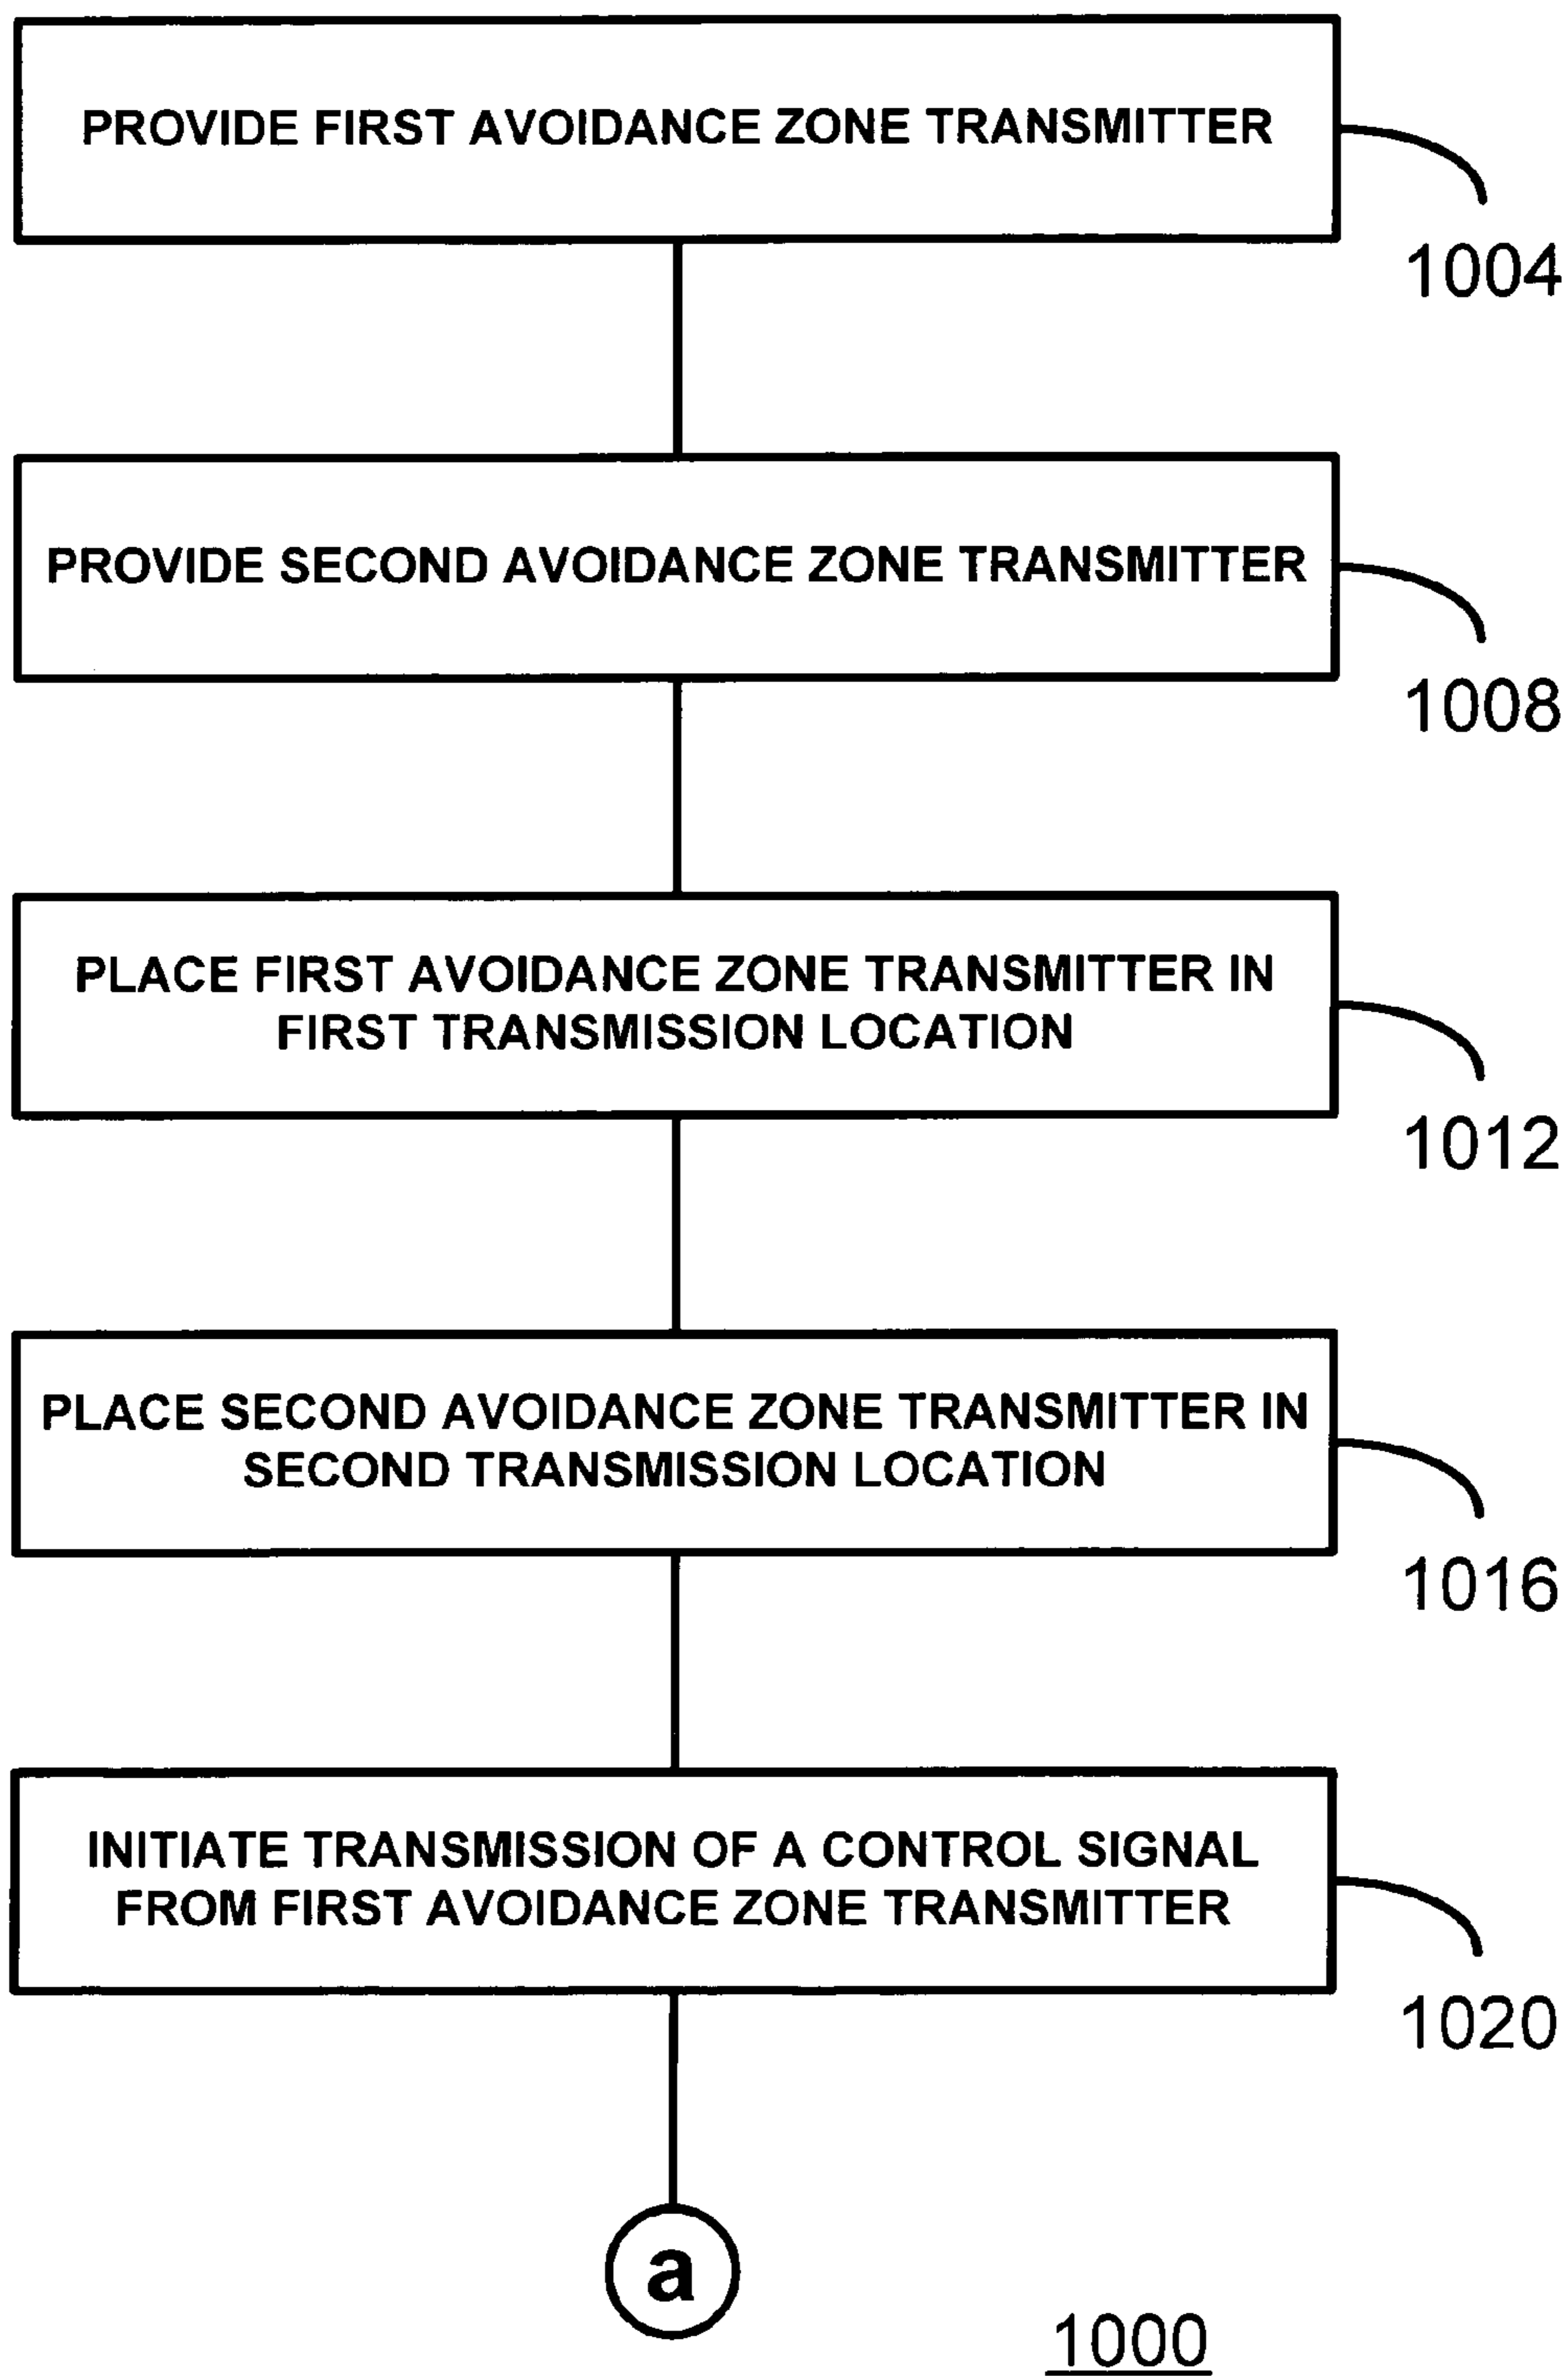 PROVIDE FIRST AVOIDANCE ZONE TRANSMITTER
1004
PROVIDE SECOND AVOIDANCE ZONE TRANSMITTER
1008
PLACE FIRST AVOIDANCE ZONE TRANSMITTER IN
FIRST TRANSMISSION LOCATION
1012
PLACE SECOND AVOIDANCE ZONE TRANSMITTER IN
SECOND TRANSMISSION LOCATION
1016
INITIATE TRANSMISSION OF A CONTROL SIGNAL
FROM FIRST AVOIDANCE ZONE TRANSMITTER
1020
a
1000